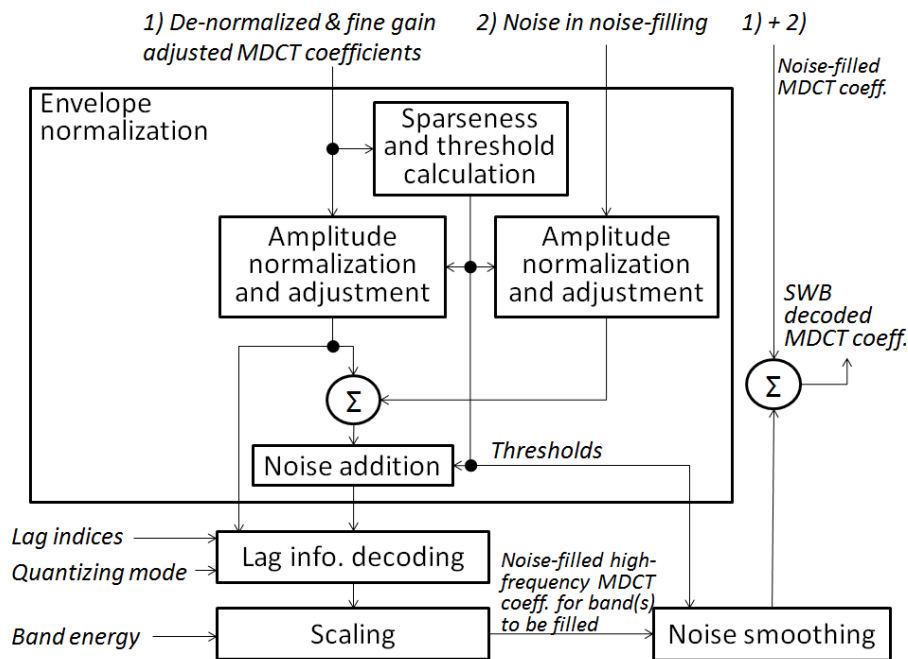 1) De-normalized & fine gain
adjusted MDCT coefficients
2) Noise in noise-filling
1) + 2)
Noise-filled
MDCT coeff.
Envelope
normalization
Sparseness
and threshold
calculation
Amplitude
normalization
and adjustment
Amplitude
normalization
and adjustment
SWB
decoded
MDCT coeff.
Σ
Σ
Noise addition
Thresholds
Lag indices
Quantizing mode
Lag info. decoding
Noise-filled high-
frequency MDCT
coeff. for band(s)
to be filled
Band energy
Scaling
Noise smoothing